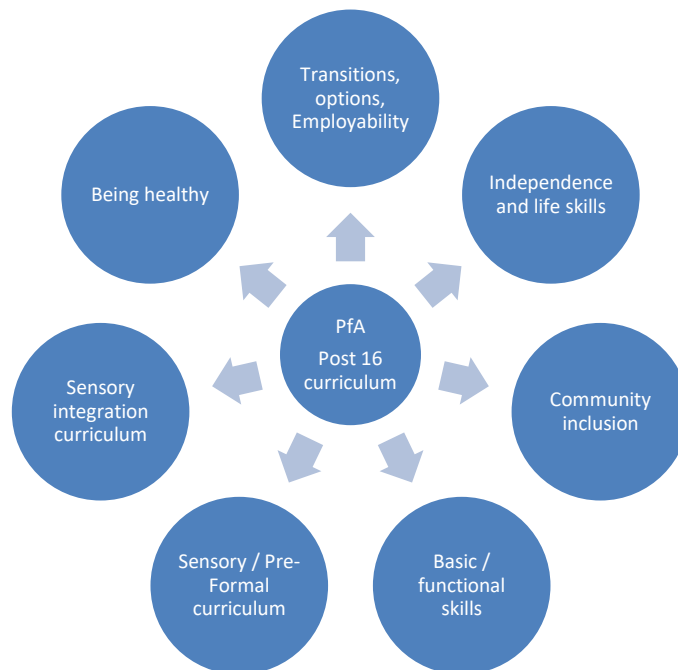 Transitions,
options,
Employability
Independence
and life skills
Community
inclusion
Basic /
functional
skills
Sensory / Pre-
Formal
curriculum
Sensory
integration
curriculum
Being healthy
PfA
Post 16
curriculum